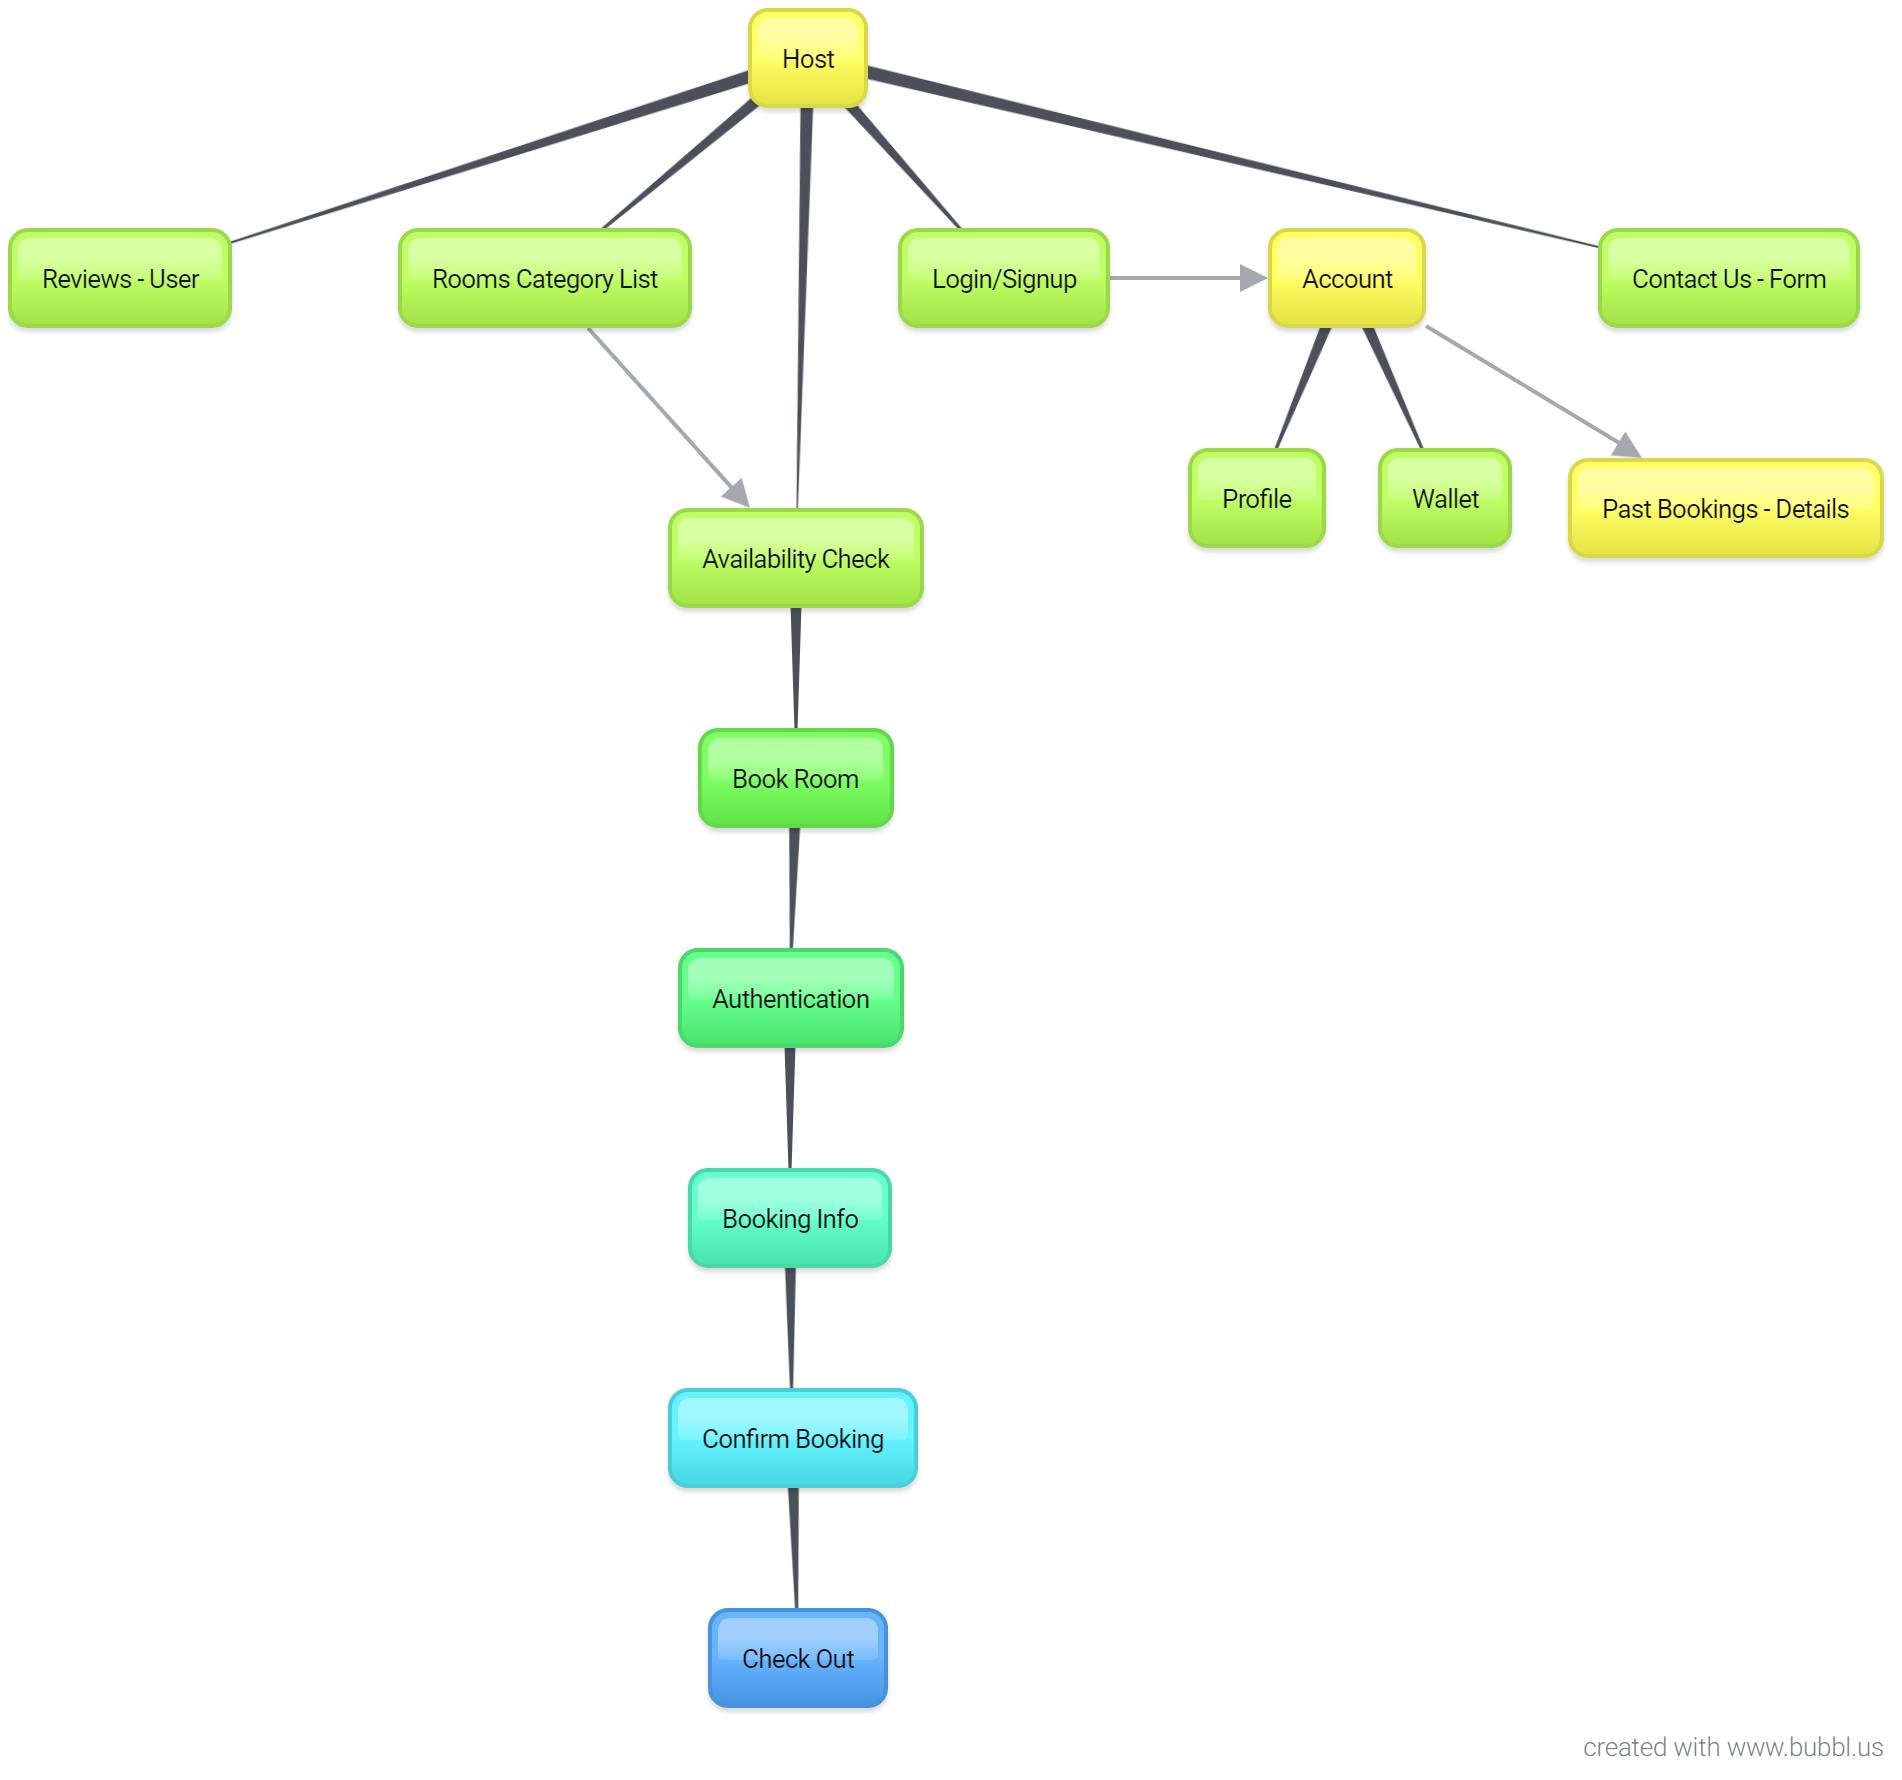 Host
Reviews - User
Rooms Category List
Login/Signup
Account
Contact Us - Form
Profile
Wallet
Past Bookings - Details
Availability Check
Book Room
Authentication
Booking Info
Confirm Booking
Check Out
created with www.bubbl.us